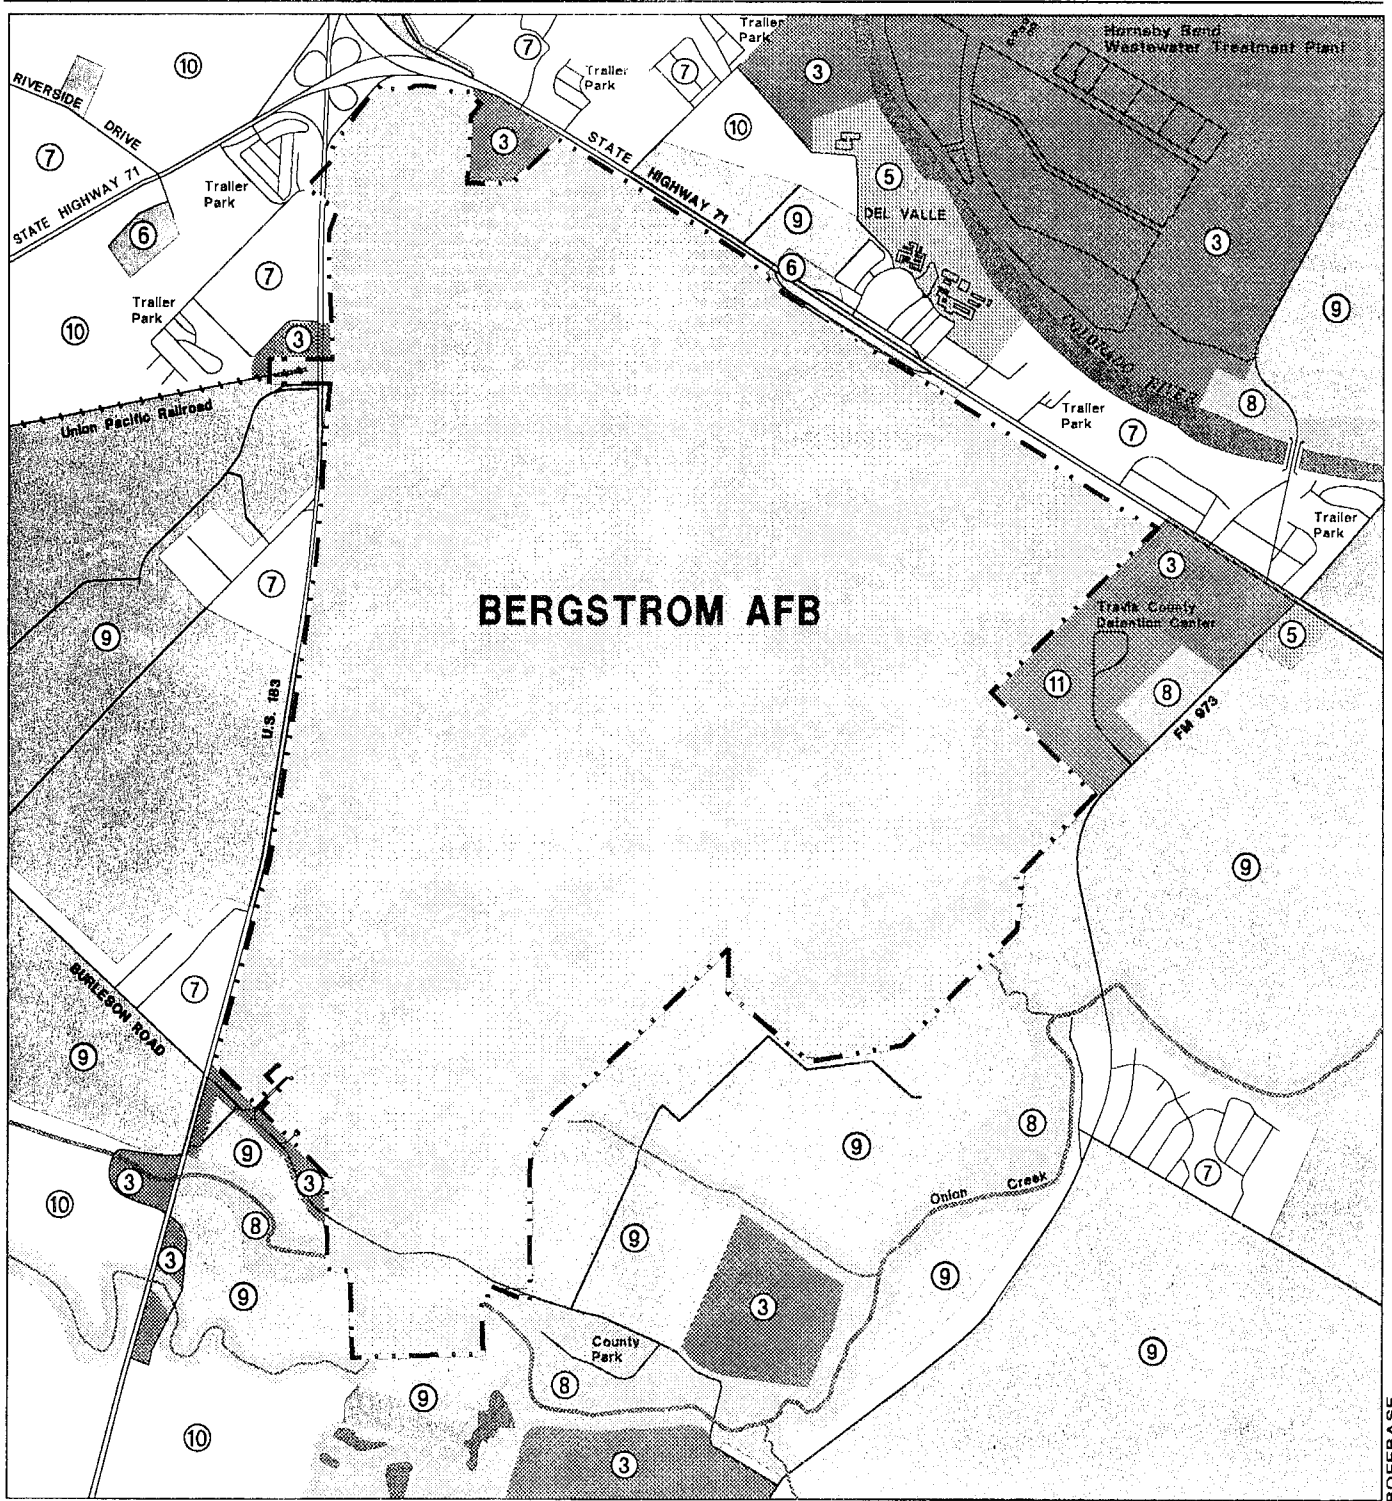 Trailer
Park
Hornsby Bend
Wastewater Treatment Plant
10
7
Trailer
Park
7
3
RIVERSIDE
DRIVE
3
10
STATE
HIGHWAY 71
7
STATE HIGHWAY 71
Trailer
Park
5
DEL VALLE
9
3
6
7
6
Trailer
Park
10
3
9
COLORADO RIVER
Union Pacific Railroad
Trailer
Park
7
8
Trailer
Park
3
7
BERGSTROM AFB
Travis County
Detention Center
9
5
11
8
FM 973
U.S. 183
9
7
BURLESON ROAD
9
8
9
9
7
3
3
Onion Creek
10
8
9
9
3
9
3
9
County
Park
9
8
9
10
3